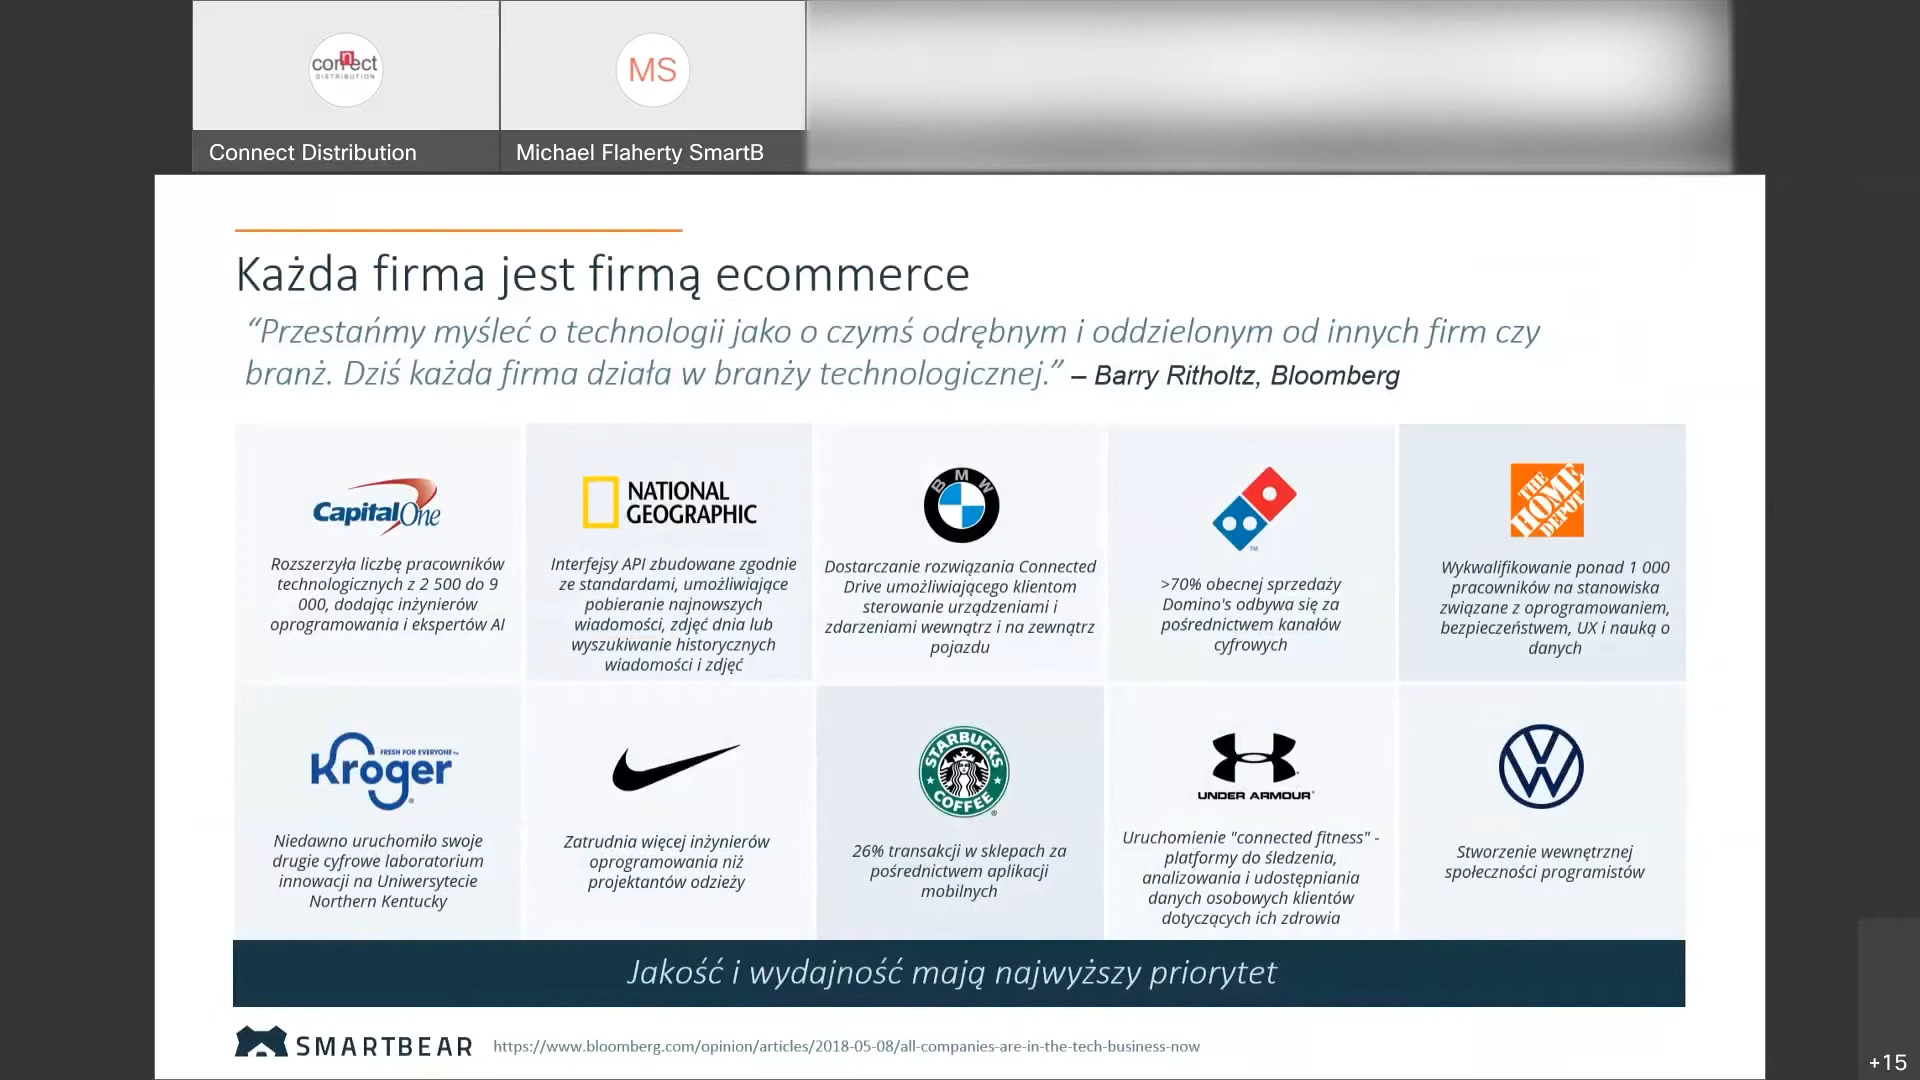 connect
DISTRIBUTION
MS
Connect Distribution
Michael Flaherty SmartB
Każda firma jest firmą ecommerce
“Przestańmy myśleć o technologii jako o czymś odrębnym i oddzielonym od innych firm czy
branż. Dziś każda firma działa w branży technologicznej.” – Barry Ritholtz, Bloomberg
CapitalOne
Rozszerzyła liczbę pracowników
technologicznych z 2 500 do 9
000, dodając inżynierów
oprogramowania i ekspertów AI
NATIONAL
GEOGRAPHIC
Interfejsy API zbudowane zgodnie
ze standardami, umożliwiające
pobieranie najnowszych
wiadomości, zdjęć dnia lub
wyszukiwanie historycznych
wiadomości i zdjęć
BMW
Dostarczanie rozwiązania Connected
Drive umożliwiającego klientom
sterowanie urządzeniami i
zdarzeniami wewnątrz i na zewnątrz
pojazdu
TM
>70% obecnej sprzedaży
Domino's odbywa się za
pośrednictwem kanałów
cyfrowych
THE
HOME
DEPOT
Wykwalifikowanie ponad 1 000
pracowników na stanowiska
związane z oprogramowaniem,
bezpieczeństwem, UX i nauką o
danych
FRESH FOR EVERYONE™
Kroger®
Niedawno uruchomiło swoje
drugie cyfrowe laboratorium
innowacji na Uniwersytecie
Northern Kentucky
Zatrudnia więcej inżynierów
oprogramowania niż
projektantów odzieży
STARBUCKS
COFFEE®
26% transakcji w sklepach za
pośrednictwem aplikacji
mobilnych
UNDER ARMOUR
Uruchomienie "connected fitness" -
platformy do śledzenia,
analizowania i udostępniania
danych osobowych klientów
dotyczących ich zdrowia
VW
Stworzenie wewnętrznej
społeczności programistów
Jakość i wydajność mają najwyższy priorytet
SMARTBEAR
https://www.bloomberg.com/opinion/articles/2018-05-08/all-companies-are-in-the-tech-business-now
+15